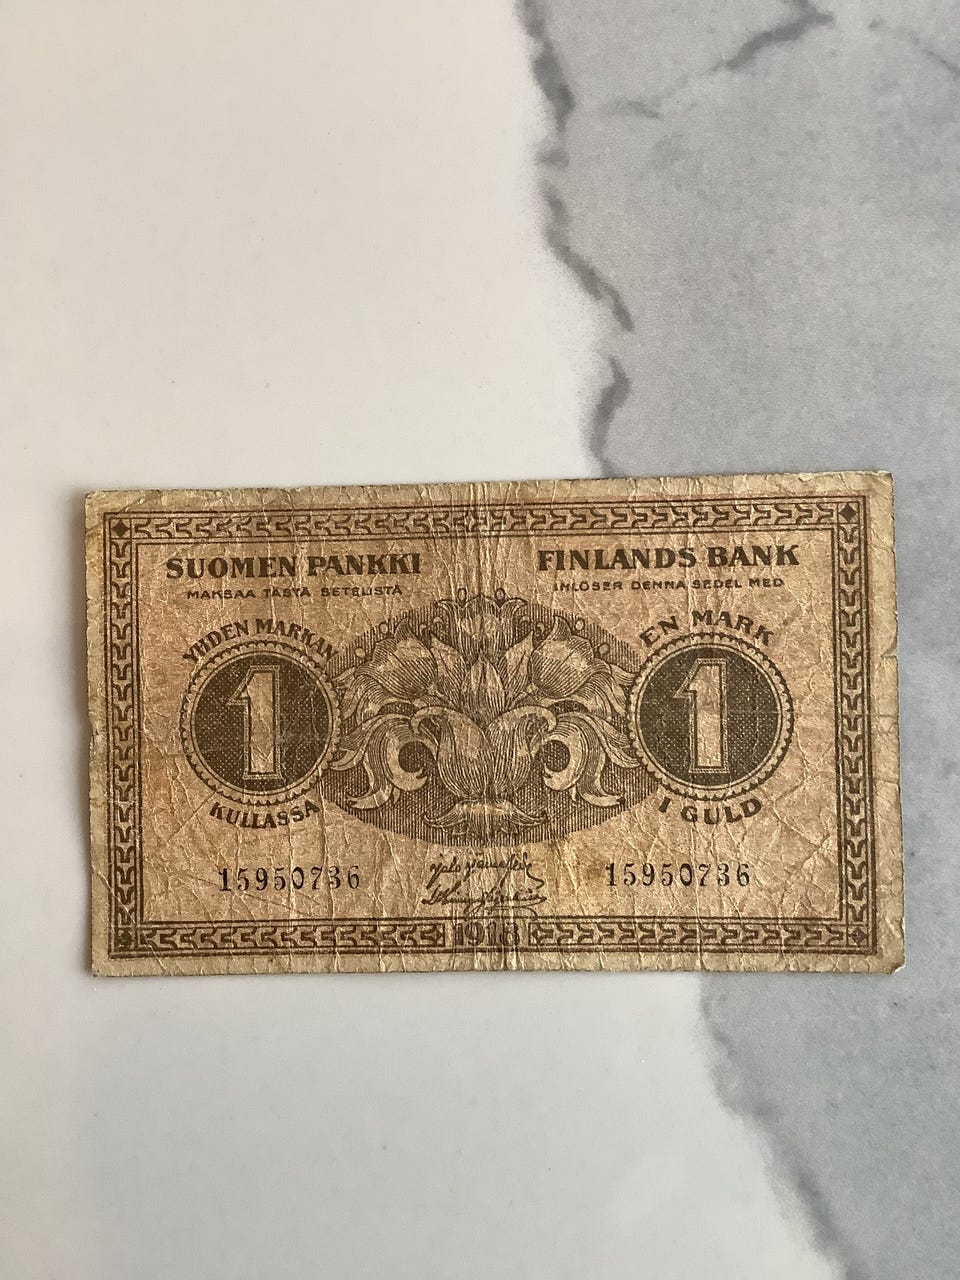 SUOMEN PANKKI
MAKSAA TÄSTÄ SETELISTÄ
YHDEN MARKAN
1
KULLASSA
15950736
FINLANDS BANK
INLÖSER DENNA SEDEL MED
EN MARK
1
I GULD
15950736
1918